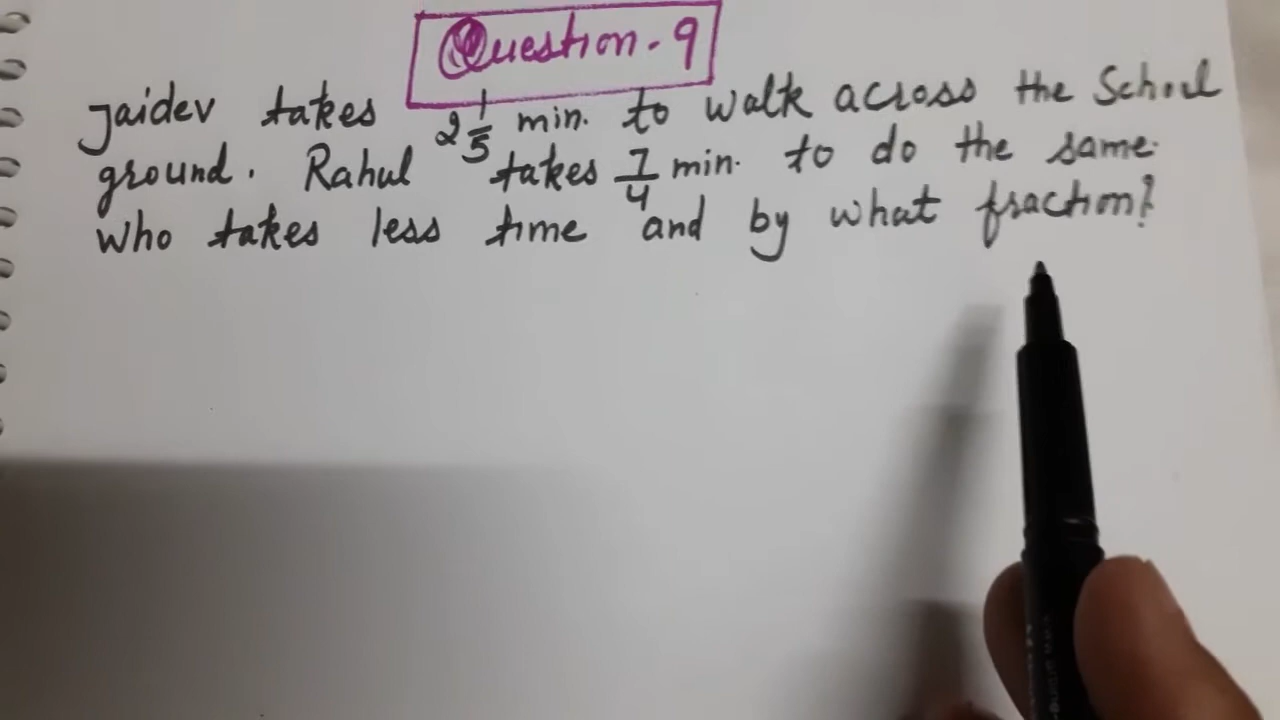 Question-9
Jaidev takes 2 1/5 min. to walk across the School
ground. Rahul takes 7/4 min. to do the same.
Who takes less time and by what fraction?